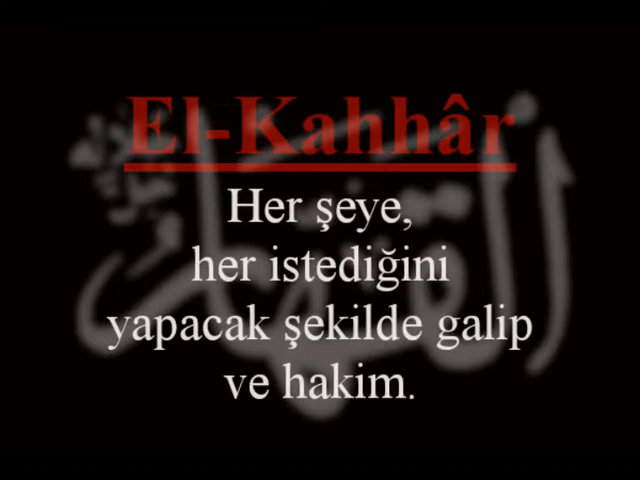 El-Kahhâr
Her şeye,
her istediğini
yapacak şekilde galip
ve hakim.